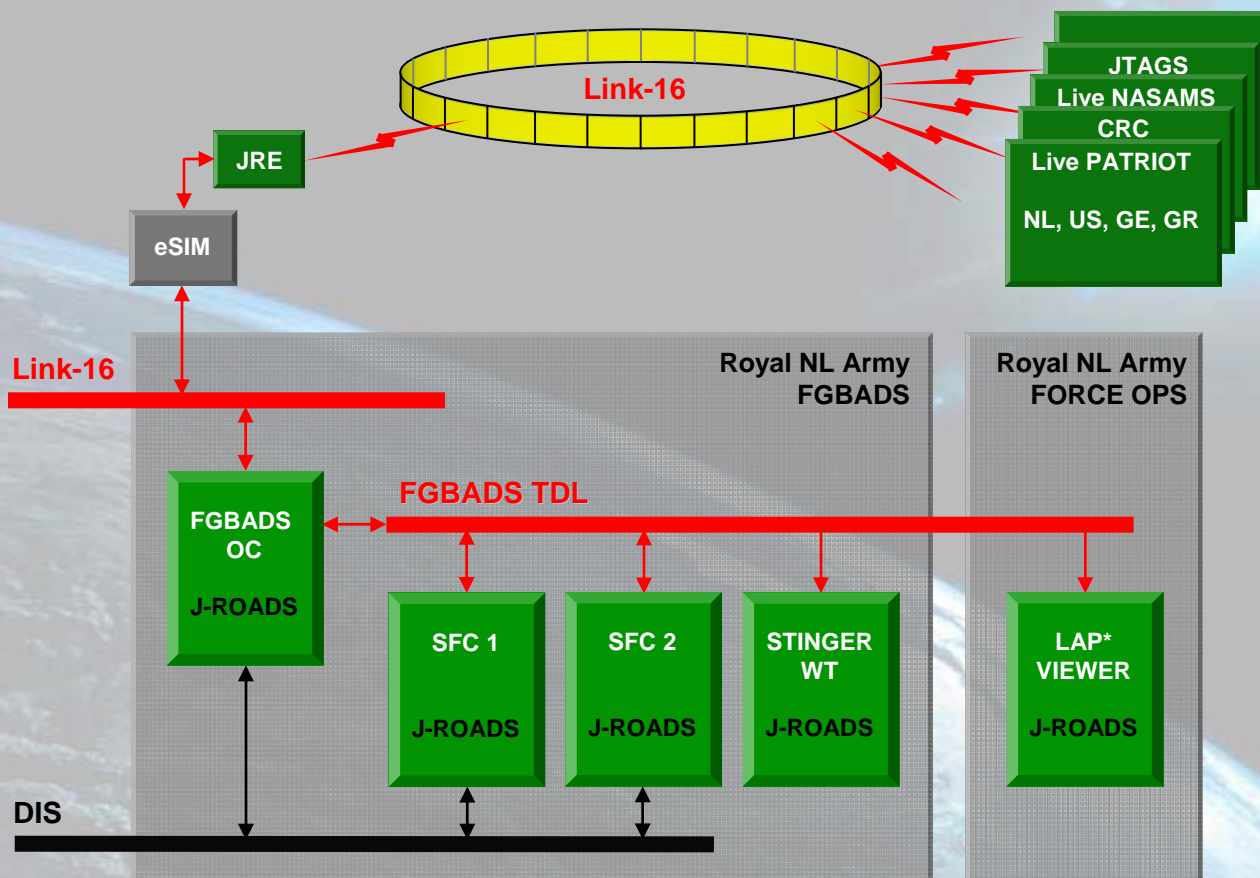 Link-16
JTAGS
Live NASAMS
CRC
Live PATRIOT
NL, US, GE, GR
JRE
eSIM
Link-16
Royal NL Army
FGBADS
Royal NL Army
FORCE OPS
FGBADS
OC
J-ROADS
FGBADS TDL
SFC 1
J-ROADS
SFC 2
J-ROADS
STINGER
WT
J-ROADS
LAP*
VIEWER
J-ROADS
DIS